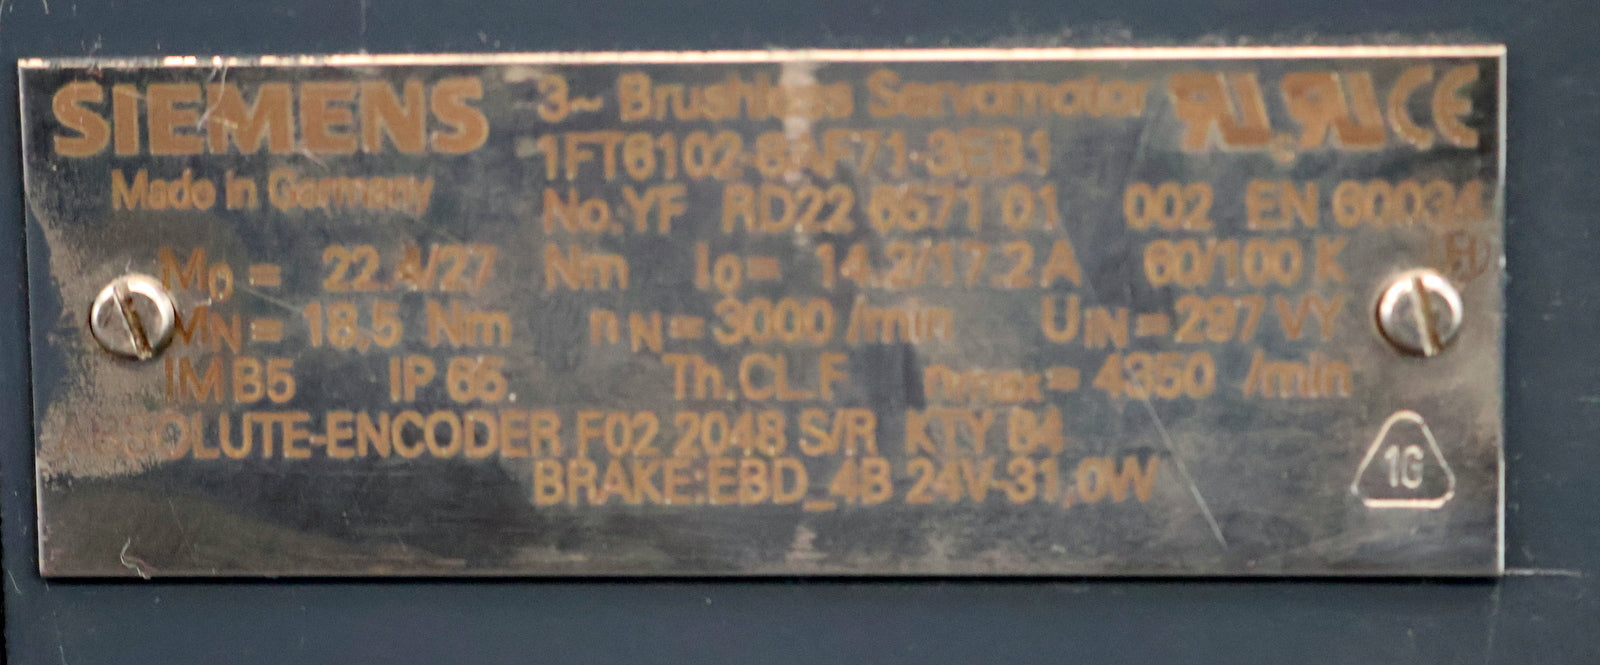 SIEMENS
Made in Germany
3~ Brushless Servomotor
1FT6102-8AF71-3EB1
No.YF RD22 6571 01 002 EN 60034
M0 = 22.4/27 Nm I0= 14.2/17.2 A 60/100 K
MN = 18,5 Nm nN = 3000 /min UIN = 297 VY
IM B5 IP 65 Th.CL.F nmax = 4350 /min
ABSOLUTE-ENCODER F02 2048 S/R KTY 84
BRAKE:EBD_4B 24V-31,0W
1G
CE